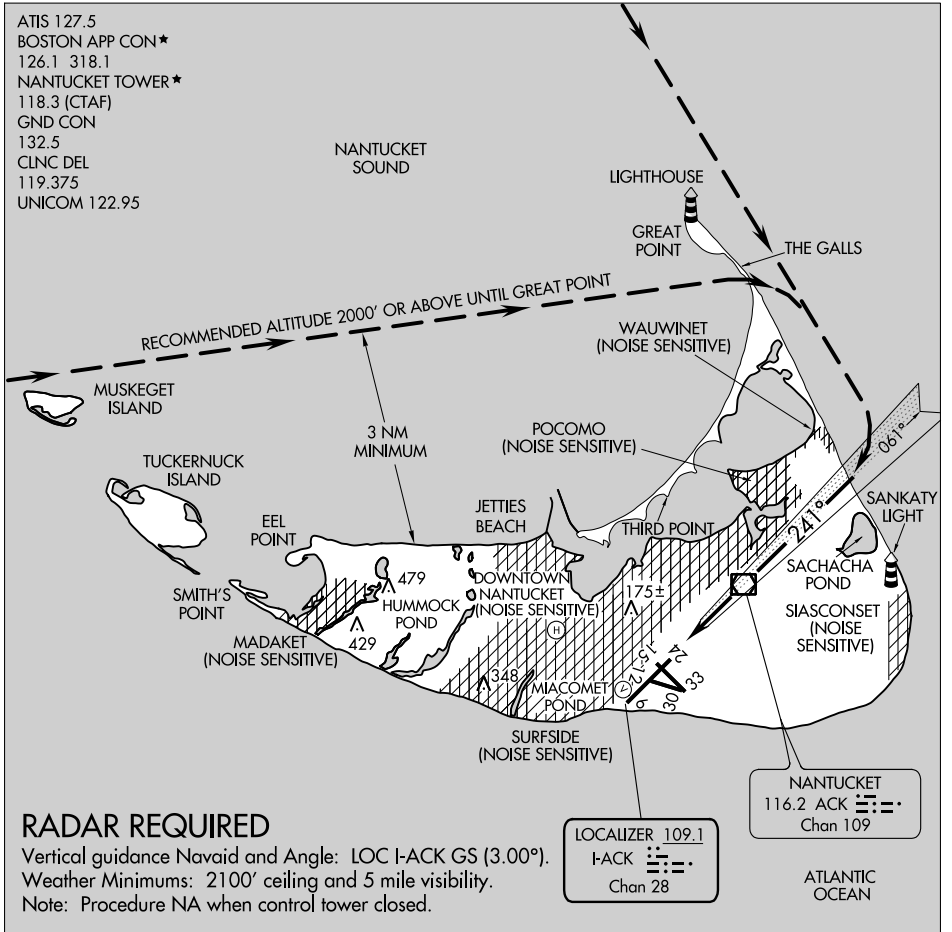 ATIS 127.5
BOSTON APP CON★
126.1 318.1
NANTUCKET TOWER★
118.3 (CTAF)
GND CON
132.5
CLNC DEL
119.375
UNICOM 122.95
NANTUCKET
SOUND
LIGHTHOUSE
GREAT
POINT
THE GALLS
RECOMMENDED ALTITUDE 2000' OR ABOVE UNTIL GREAT POINT
WAUWINET
(NOISE SENSITIVE)
MUSKEGET
ISLAND
3 NM
MINIMUM
POCOMO
(NOISE SENSITIVE)
061°
241°
TUCKERNUCK
ISLAND
EEL
POINT
JETTIES
BEACH
THIRD POINT
SANKATY
LIGHT
SACHACHA
POND
SMITH'S
POINT
479
HUMMOCK
POND
DOWNTOWN
NANTUCKET
(NOISE SENSITIVE)
175±
H
SIASCONSET
(NOISE
SENSITIVE)
MADAKET
(NOISE SENSITIVE)
429
348
MIACOMET
POND
15
12
24
6
30
33
SURFSIDE
(NOISE SENSITIVE)
NANTUCKET
116.2 ACK
Chan 109
LOCALIZER 109.1
I-ACK
Chan 28
ATLANTIC
OCEAN
RADAR REQUIRED
Vertical guidance Navaid and Angle: LOC I-ACK GS (3.00°).
Weather Minimums: 2100' ceiling and 5 mile visibility.
Note: Procedure NA when control tower closed.